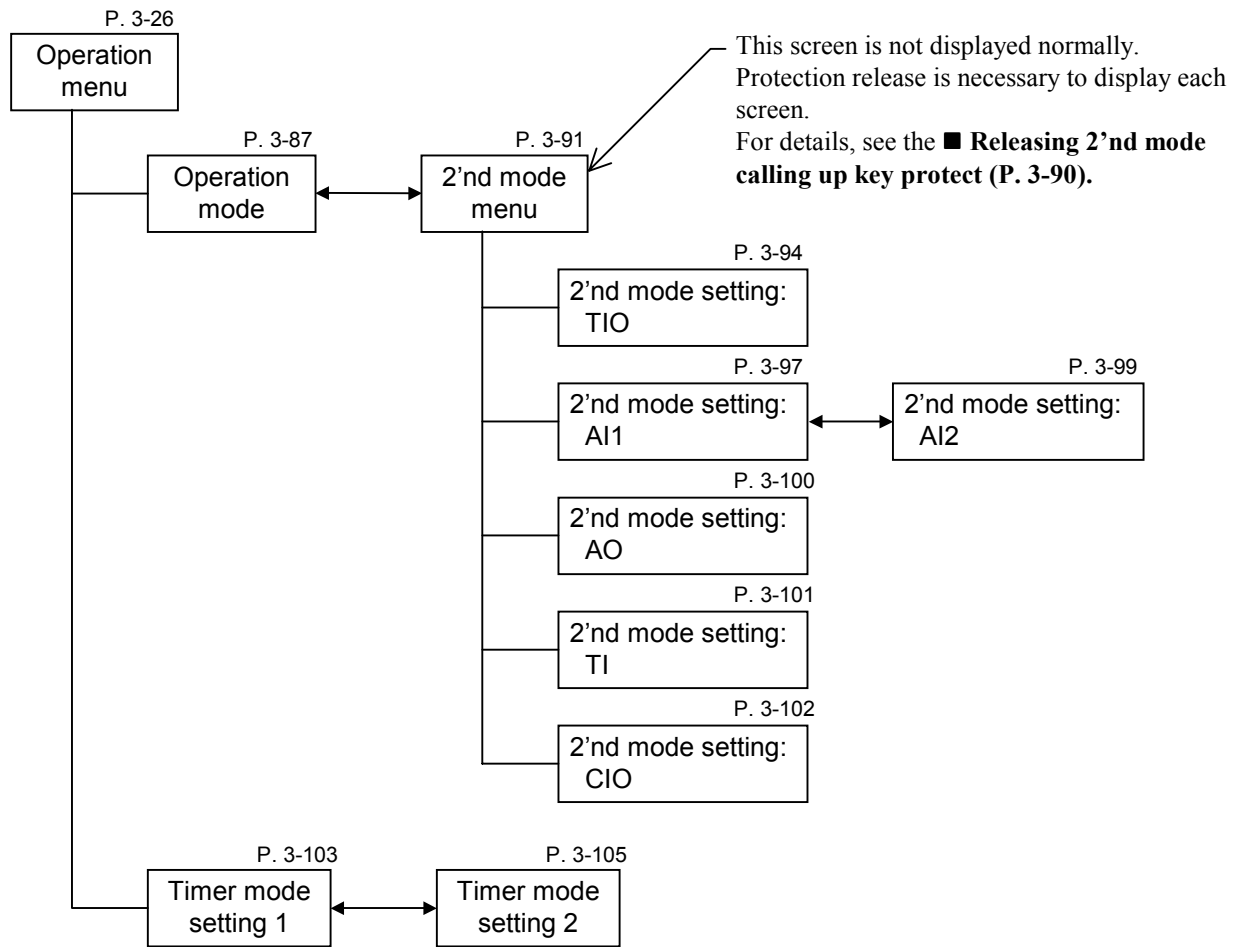 P. 3-26
Operation
menu
This screen is not displayed normally.
Protection release is necessary to display each
screen.
For details, see the ■ Releasing 2’nd mode
calling up key protect (P. 3-90).
P. 3-87
Operation
mode
P. 3-91
2’nd mode
menu
P. 3-94
2’nd mode setting:
TIO
P. 3-97
2’nd mode setting:
AI1
P. 3-99
2’nd mode setting:
AI2
P. 3-100
2’nd mode setting:
AO
P. 3-101
2’nd mode setting:
TI
P. 3-102
2’nd mode setting:
CIO
P. 3-103
Timer mode
setting 1
P. 3-105
Timer mode
setting 2